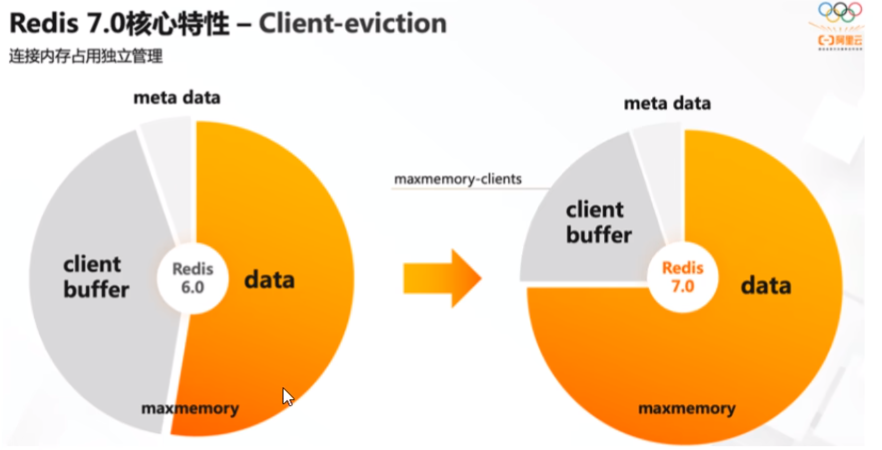 Redis 7.0核心特性 – Client-eviction
连接内存占用独立管理
阿里云
meta data
client
buffer
Redis
6.0
data
maxmemory
maxmemory-clients
meta data
client
buffer
Redis
7.0
data
maxmemory